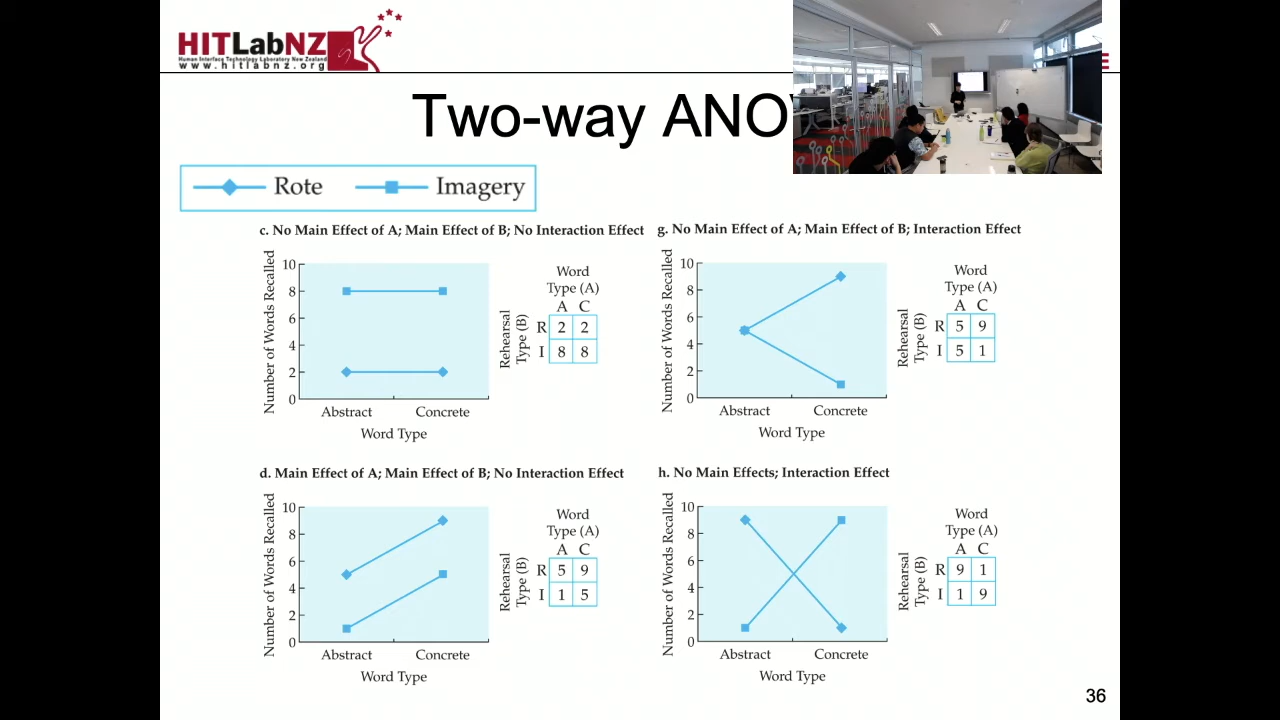 HITLabNZ
Human Interface Technology Laboratory New Zealand
www.hitlabnz.org
Two-way ANO
Rote Imagery
c. No Main Effect of A; Main Effect of B; No Interaction Effect
Number of Words Recalled
10
8
6
4
2
0
Abstract Concrete
Word Type
Word
Type (A)
A C
Rehearsal
Type (B)
R 2 2
I 8 8
g. No Main Effect of A; Main Effect of B; Interaction Effect
Number of Words Recalled
10
8
6
4
2
0
Abstract Concrete
Word Type
Word
Type (A)
A C
Rehearsal
Type (B)
R 5 9
I 5 1
d. Main Effect of A; Main Effect of B; No Interaction Effect
Number of Words Recalled
10
8
6
4
2
0
Abstract Concrete
Word Type
Word
Type (A)
A C
Rehearsal
Type (B)
R 5 9
I 1 5
h. No Main Effects; Interaction Effect
Number of Words Recalled
10
8
6
4
2
0
Abstract Concrete
Word Type
Word
Type (A)
A C
Rehearsal
Type (B)
R 9 1
I 1 9
36